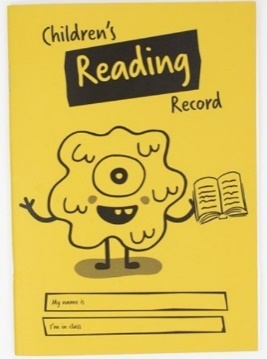 Children's
Reading
Record
My name is
I'm in class